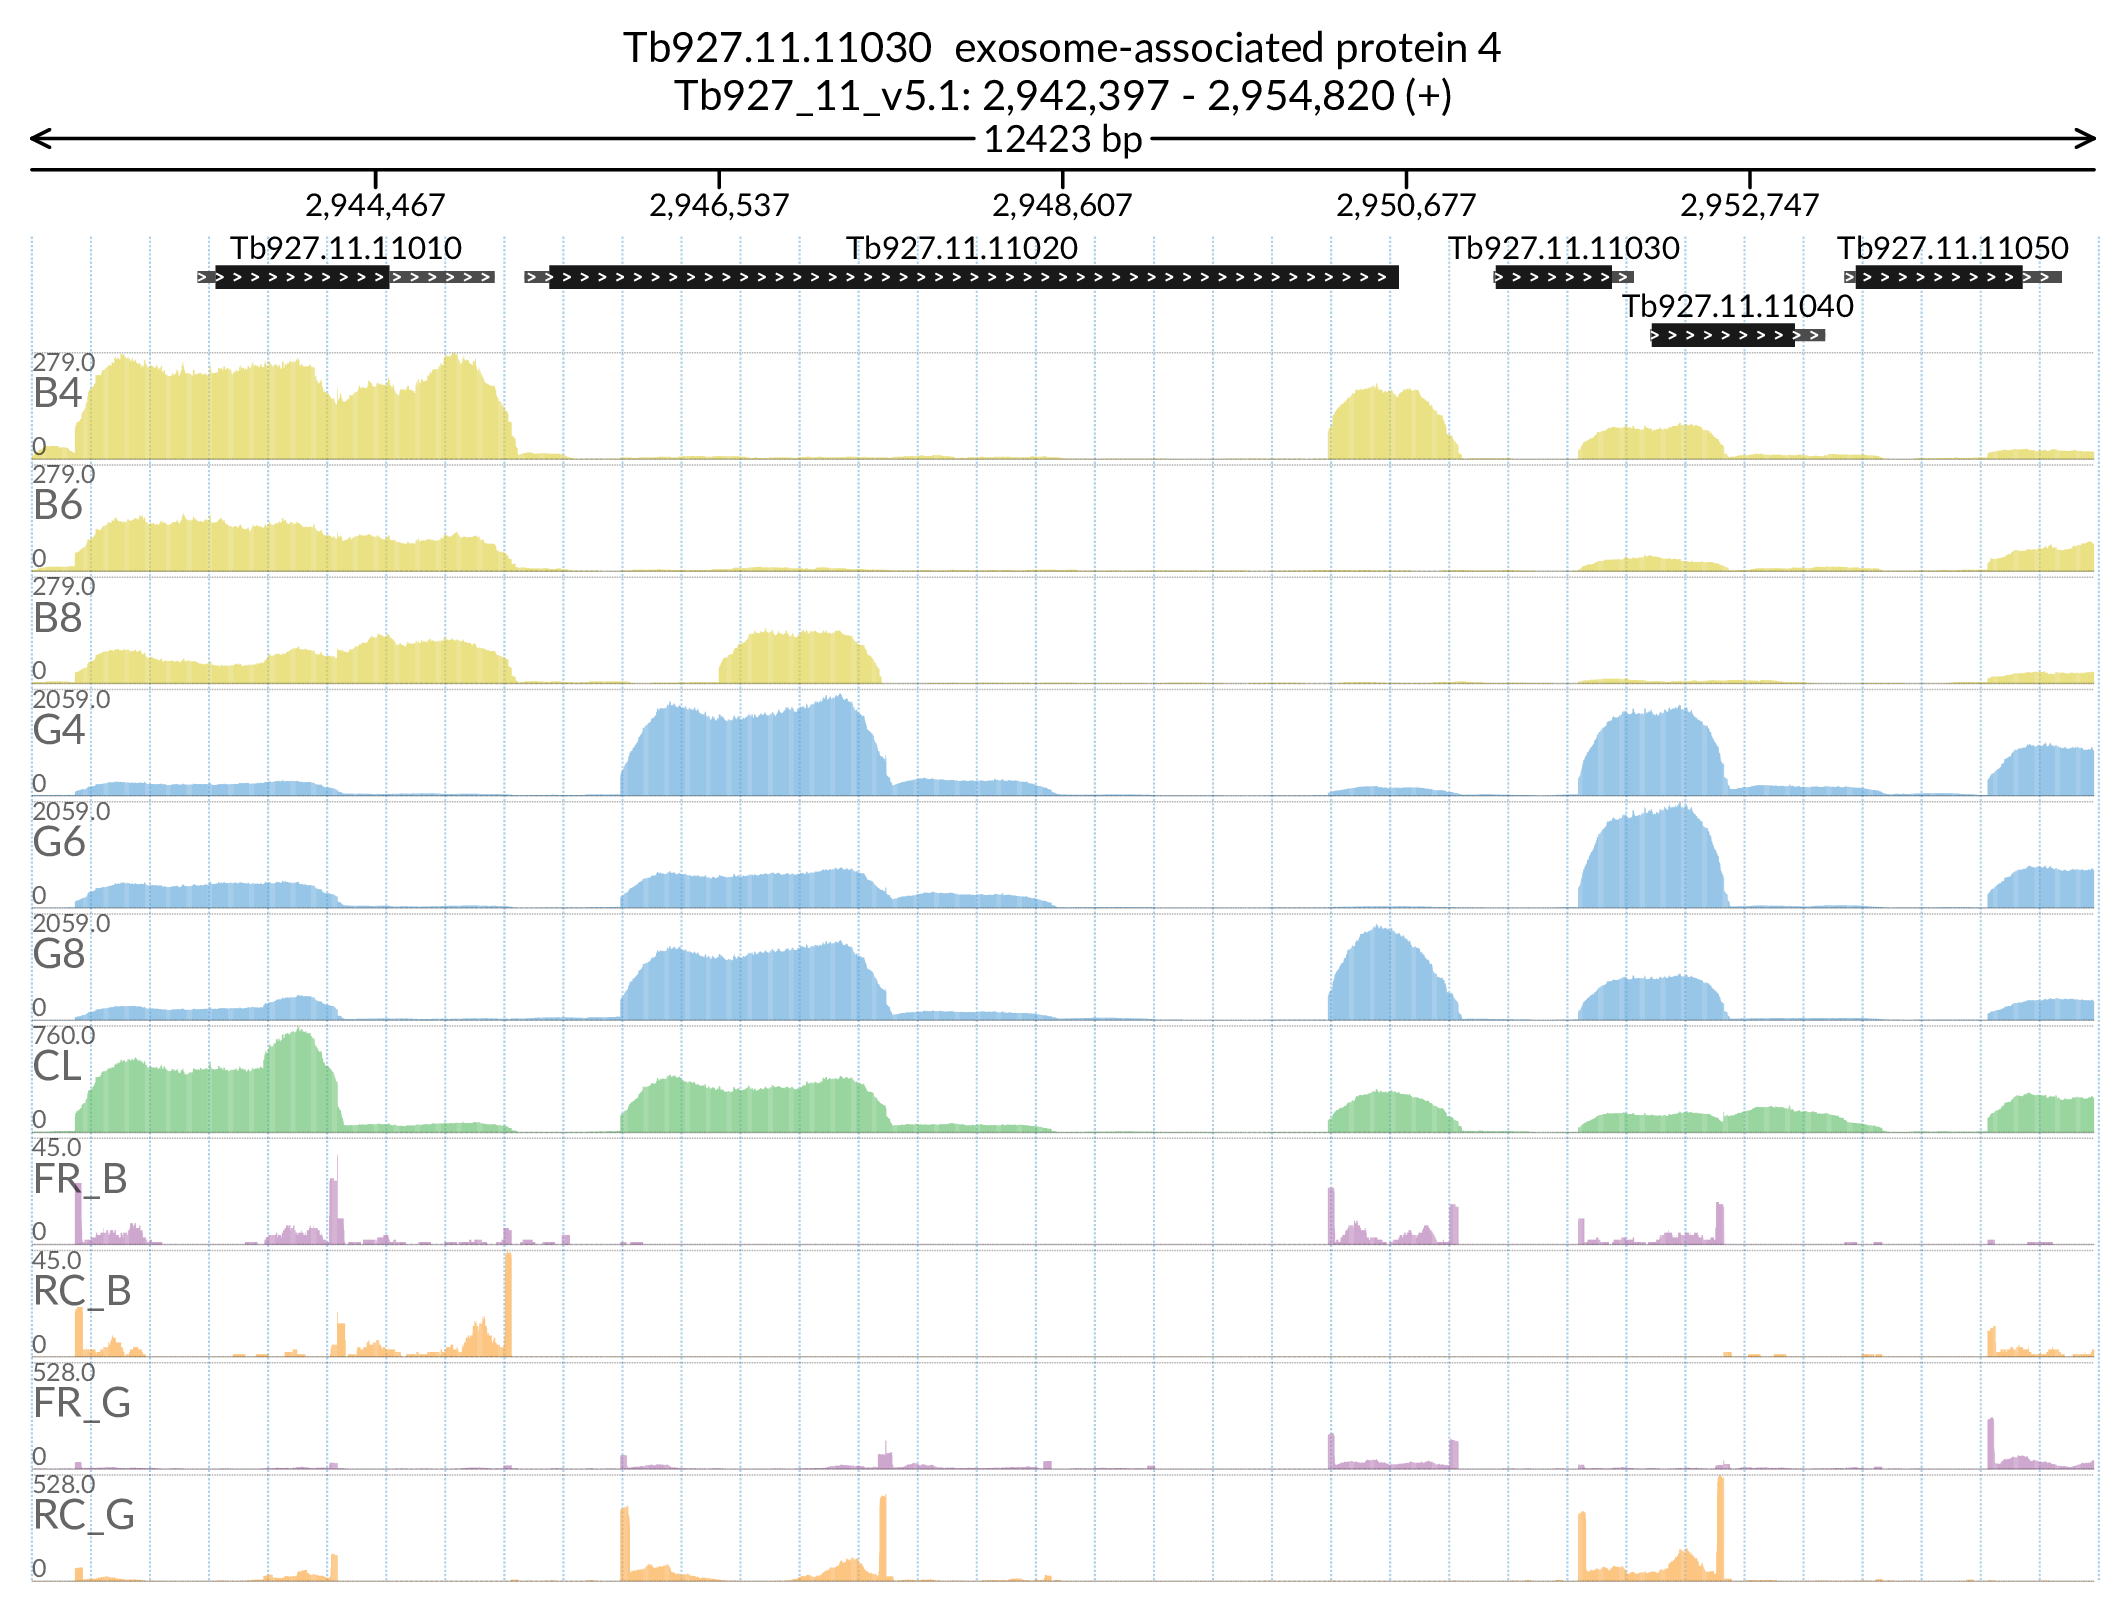 Tb927.11.11030 exosome-associated protein 4
Tb927_11_v5.1: 2,942,397 - 2,954,820 (+)
12423 bp
2,944,467 2,946,537 2,948,607 2,950,677 2,952,747
Tb927.11.11010 Tb927.11.11020 Tb927.11.11030 Tb927.11.11050
Tb927.11.11040
279.0
B4
0
279.0
B6
0
279.0
B8
0
2059.0
G4
0
2059.0
G6
0
2059.0
G8
0
760.0
CL
0
45.0
FR_B
0
45.0
RC_B
0
528.0
FR_G
0
528.0
RC_G
0